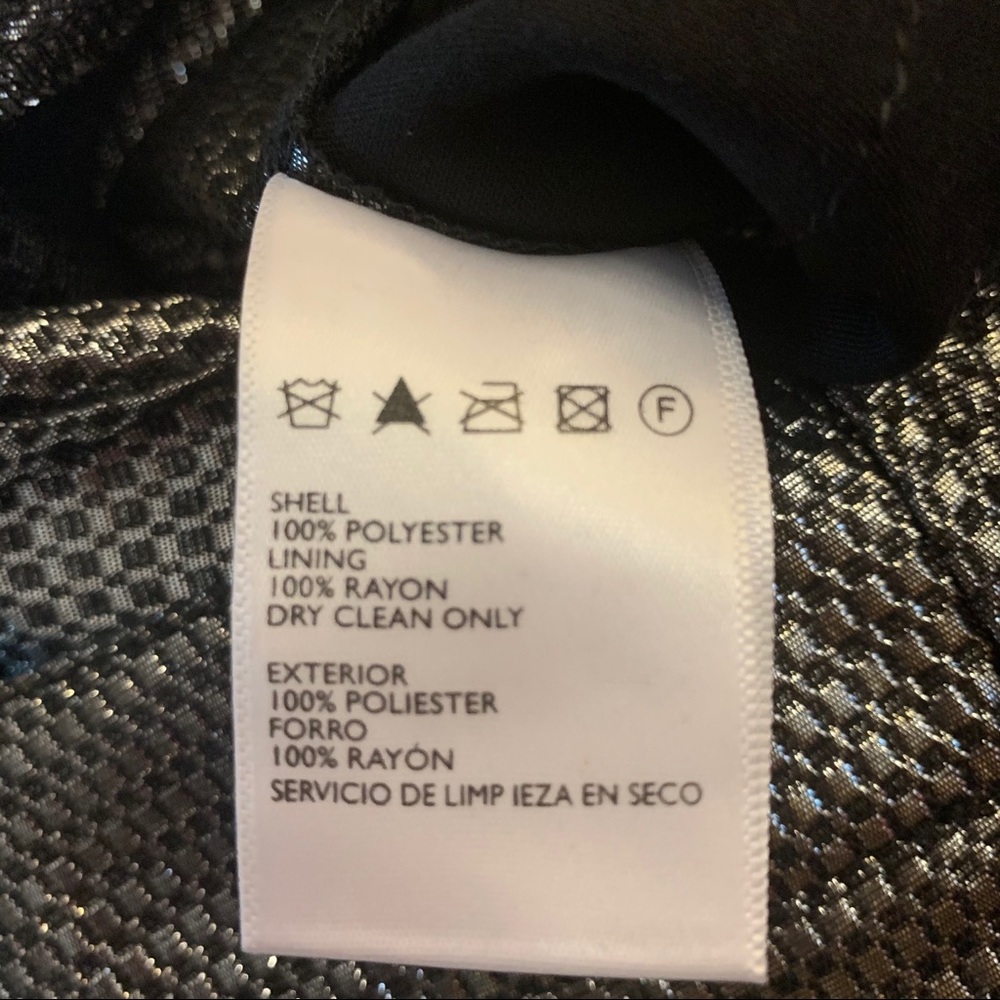 F
SHELL
100% POLYESTER
LINING
100% RAYON
DRY CLEAN ONLY
EXTERIOR
100% POLIESTER
FORRO
100% RAYÓN
SERVICIO DE LIMP IEZA EN SECO